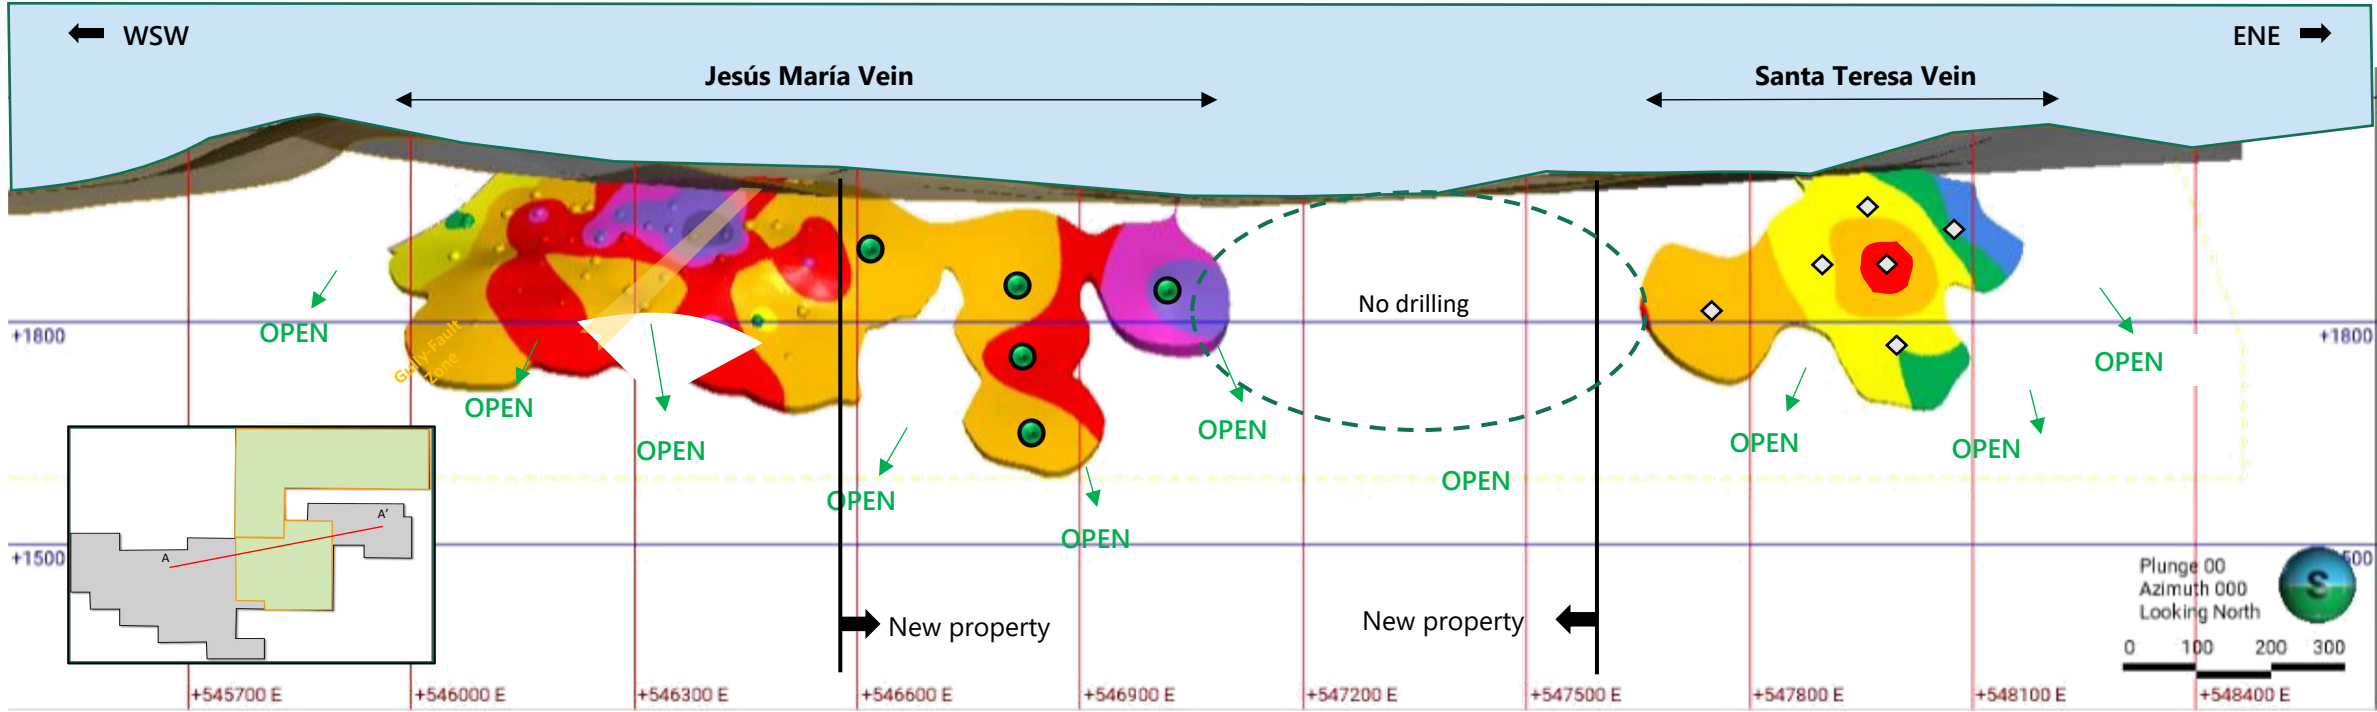 WSW
ENE
Jesús María Vein
Santa Teresa Vein
No drilling
+1800
+1800
OPEN
Gully-Fault
Zone
OPEN
OPEN
OPEN
OPEN
OPEN
OPEN
OPEN
OPEN
OPEN
A
A'
+1500
500
Plunge 00
Azimuth 000
Looking North
S
New property
New property
0 100 200 300
+545700 E
+546000 E
+546300 E
+546600 E
+546900 E
+547200 E
+547500 E
+547800 E
+548100 E
+548400 E